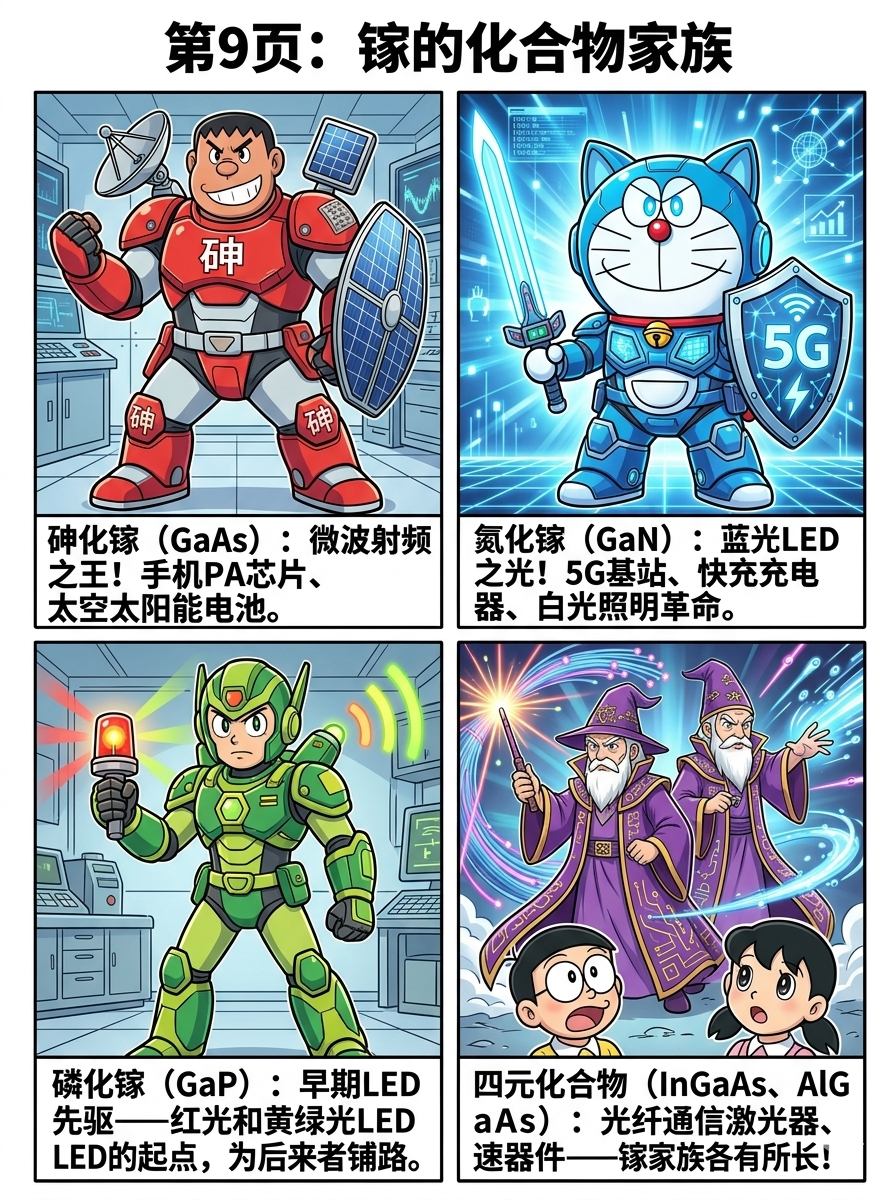 第9页：镓的化合物家族
砷
砷
砷
砷化镓（GaAs）：微波射频
之王！手机PA芯片、
太空太阳能电池。
5G
氮化镓（GaN）：蓝光LED
之光！5G基站、快充充电
器、白光照明革命。
磷化镓（GaP）：早期LED
先驱——红光和黄绿光LED
LED的起点，为后来者铺路。
四元化合物（InGaAs、AlG
aAs）：光纤通信激光器、
速器件——镓家族各有所长！